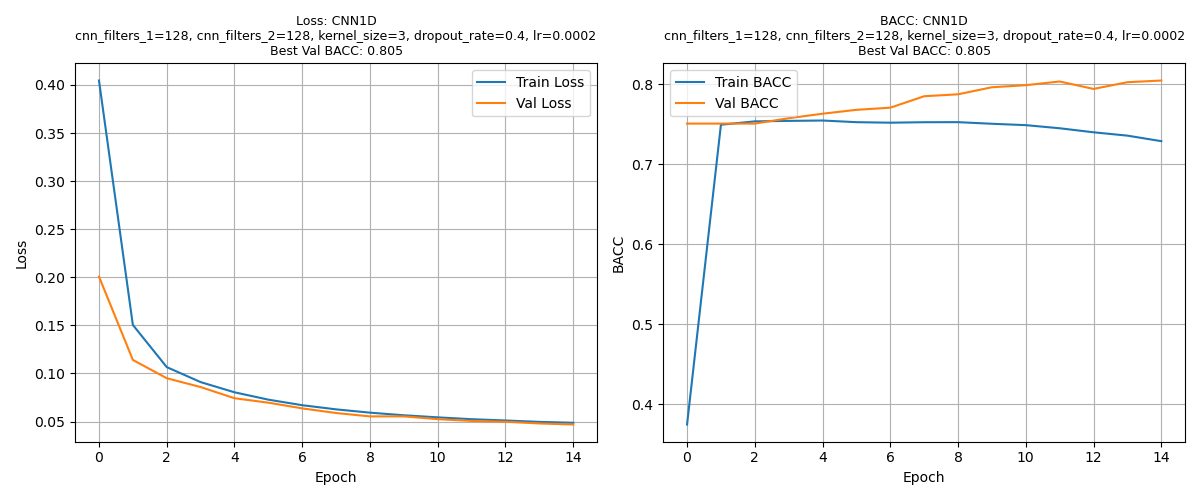 Loss: CNN1D
cnn_filters_1=128, cnn_filters_2=128, kernel_size=3, dropout_rate=0.4, lr=0.0002
Best Val BACC: 0.805
Train Loss
Val Loss
0.40
0.35
0.30
0.25
0.20
0.15
0.10
0.05
Loss
0 2 4 6 8 10 12 14
Epoch
BACC: CNN1D
cnn_filters_1=128, cnn_filters_2=128, kernel_size=3, dropout_rate=0.4, lr=0.0002
Best Val BACC: 0.805
Train BACC
Val BACC
0.8
0.7
0.6
0.5
0.4
BACC
0 2 4 6 8 10 12 14
Epoch